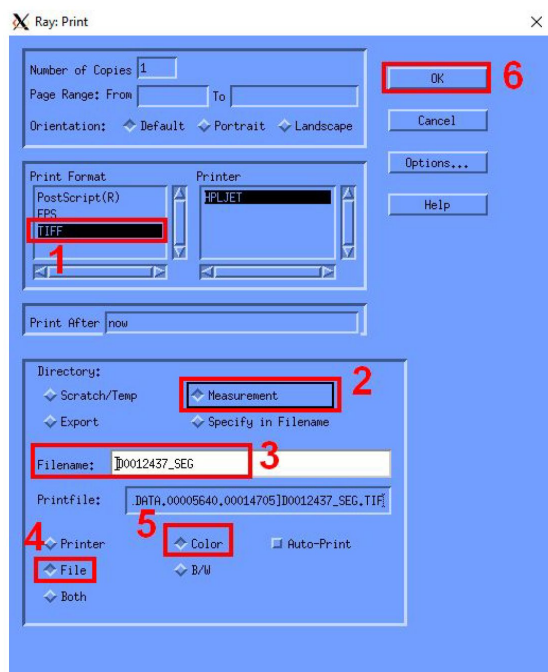 Ray: Print
Number of Copies 1
OK 6
Page Range: From To
Orientation: Default Portrait Landscape
Cancel
Options...
Print Format Printer
PostScript(R) HPLJET
EPS
TIFF
Help
1
Print After now
Directory:
Scratch/Temp Measurement 2
Export Specify in Filename
Filename: D0012437_SEG 3
Printfile: .DATA.00005640.00014705]D0012437_SEG.TIF
4 Printer 5 Color Auto-Print
File B/W
Both